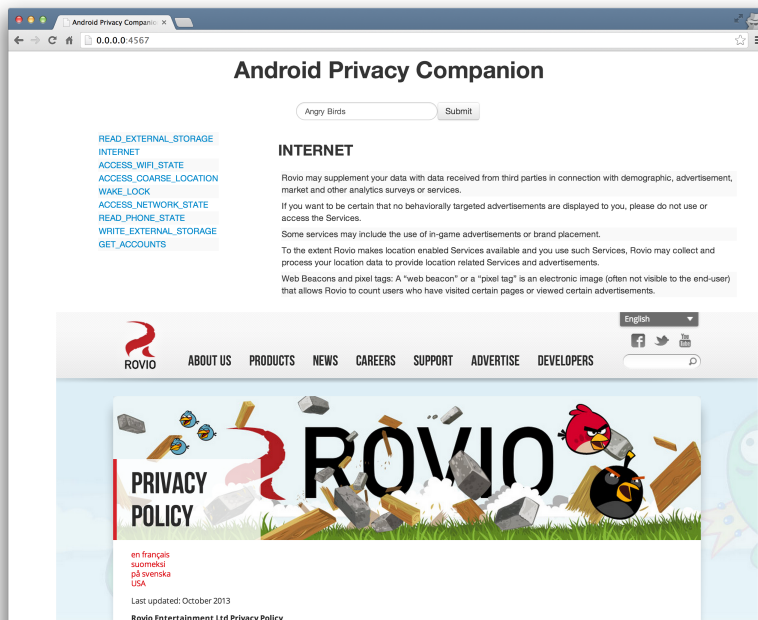 Android Privacy Companio
0.0.0.0:4567
Android Privacy Companion
Angry Birds
Submit
READ_EXTERNAL_STORAGE
INTERNET
ACCESS_WIFI_STATE
ACCESS_COARSE_LOCATION
WAKE_LOCK
ACCESS_NETWORK_STATE
READ_PHONE_STATE
WRITE_EXTERNAL_STORAGE
GET_ACCOUNTS
INTERNET
Rovio may supplement your data with data received from third parties in connection with demographic, advertisement,
market and other analytics surveys or services.
If you want to be certain that no behaviorally targeted advertisements are displayed to you, please do not use or
access the Services.
Some services may include the use of in-game advertisements or brand placement.
To the extent Rovio makes location enabled Services available and you use such Services, Rovio may collect and
process your location data to provide location related Services and advertisements.
Web Beacons and pixel tags: A “web beacon” or a “pixel tag” is an electronic image (often not visible to the end-user)
that allows Rovio to count users who have visited certain pages or viewed certain advertisements.
English
You
Tube
ROVIO
ABOUT US PRODUCTS NEWS CAREERS SUPPORT ADVERTISE DEVELOPERS
ROVIO
PRIVACY
POLICY
en français
suomeksi
på svenska
USA
Last updated: October 2013
Rovio Entertainment Ltd Privacy Policy